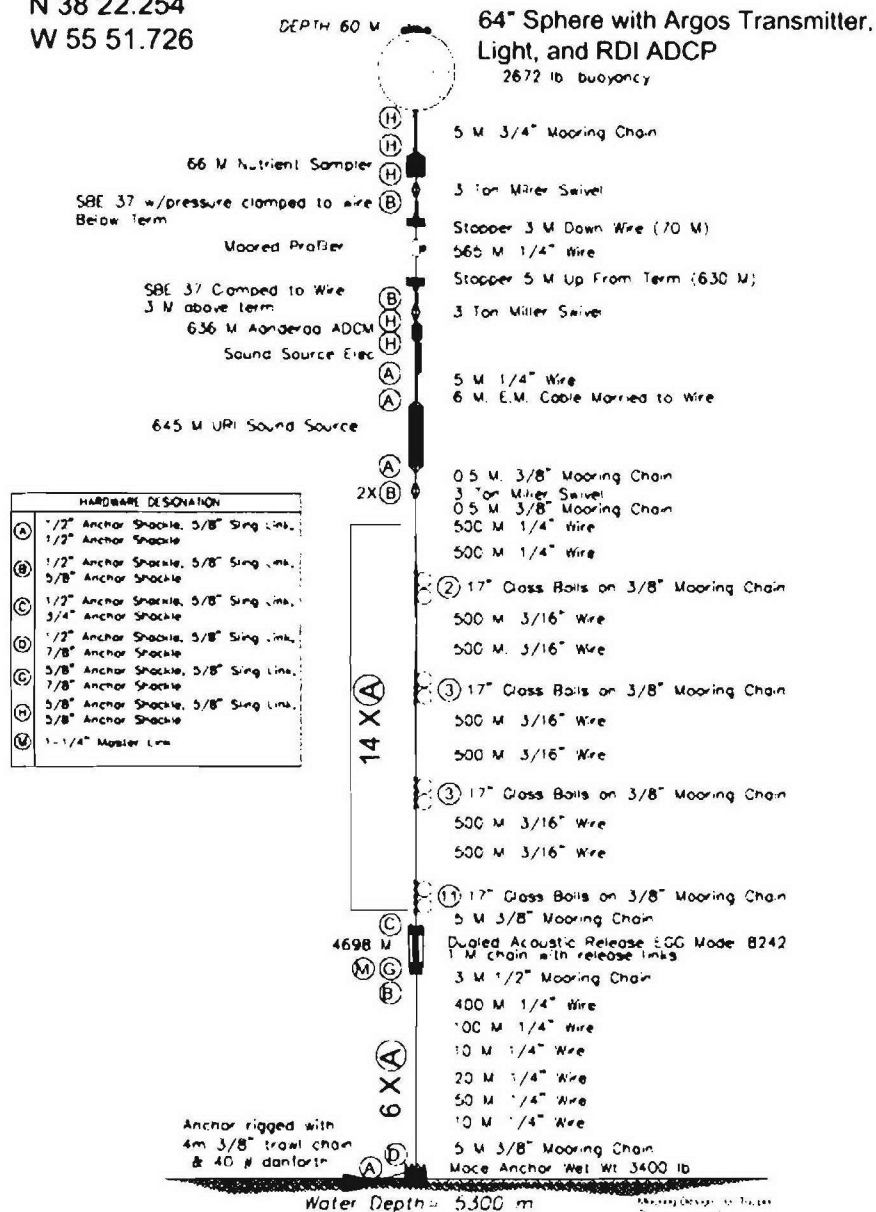 N 38 22.254
W 55 51.726
DEPTH 60 M
64" Sphere with Argos Transmitter,
Light, and RDI ADCP
2672 lb buoyancy
H
5 M 3/4" Mooring Chain
H
66 M Nutrient Sampler
H
3 Ton Miller Swivel
SBE 37 w/pressure clamped to wire
Below Term
B
Stopper 3 M Down Wire (70 M)
Moored Profiler
565 M 1/4" Wire
Stopper 5 M Up From Term (630 M)
SBE 37 Clamped to Wire
3 M above term
B
3 Ton Miller Swivel
H
636 M Aanderaa ADCM
H
Sound Source Elec
A
5 M 1/4" Wire
A
6 M. E.M. Cable Married to Wire
645 M URI Sound Source
A
0.5 M. 3/8" Mooring Chain
2X B
3 Ton Miller Swivel
0.5 M 3/8" Mooring Chain
500 M 1/4" Wire
500 M 1/4" Wire
2 17" Glass Balls on 3/8" Mooring Chain
500 M 3/16" Wire
500 M. 3/16" Wire
14 X A
3 17" Glass Balls on 3/8" Mooring Chain
500 M 3/16" Wire
500 M 3/16" Wire
3 17" Glass Balls on 3/8" Mooring Chain
500 M 3/16" Wire
500 M 3/16" Wire
11 17" Glass Balls on 3/8" Mooring Chain
5 M 3/8" Mooring Chain
C
4698 M
Dualed Acoustic Release EGG Model 8242
1 M chain with release links
M G
3 M 1/2" Mooring Chain
B
400 M 1/4" Wire
100 M 1/4" Wire
10 M 1/4" Wire
6 X A
20 M 1/4" Wire
50 M 1/4" Wire
10 M 1/4" Wire
Anchor rigged with
4m 3/8" trawl chain
& 40 # danforth
D
5 M 3/8" Mooring Chain
A
Mace Anchor Wet Wt 3400 lb
Water Depth = 5300 m
Mooring Design
HARDWARE DESIGNATION
A 1/2" Anchor Shackle, 5/8" Sling Link,
1/2" Anchor Shackle
B 1/2" Anchor Shackle, 5/8" Sling Link,
5/8" Anchor Shackle
C 1/2" Anchor Shackle, 5/8" Sling Link,
3/4" Anchor Shackle
D 1/2" Anchor Shackle, 5/8" Sling Link,
7/8" Anchor Shackle
G 5/8" Anchor Shackle, 5/8" Sling Link,
7/8" Anchor Shackle
H 5/8" Anchor Shackle, 5/8" Sling Link,
5/8" Anchor Shackle
M 1-1/4" Master Link